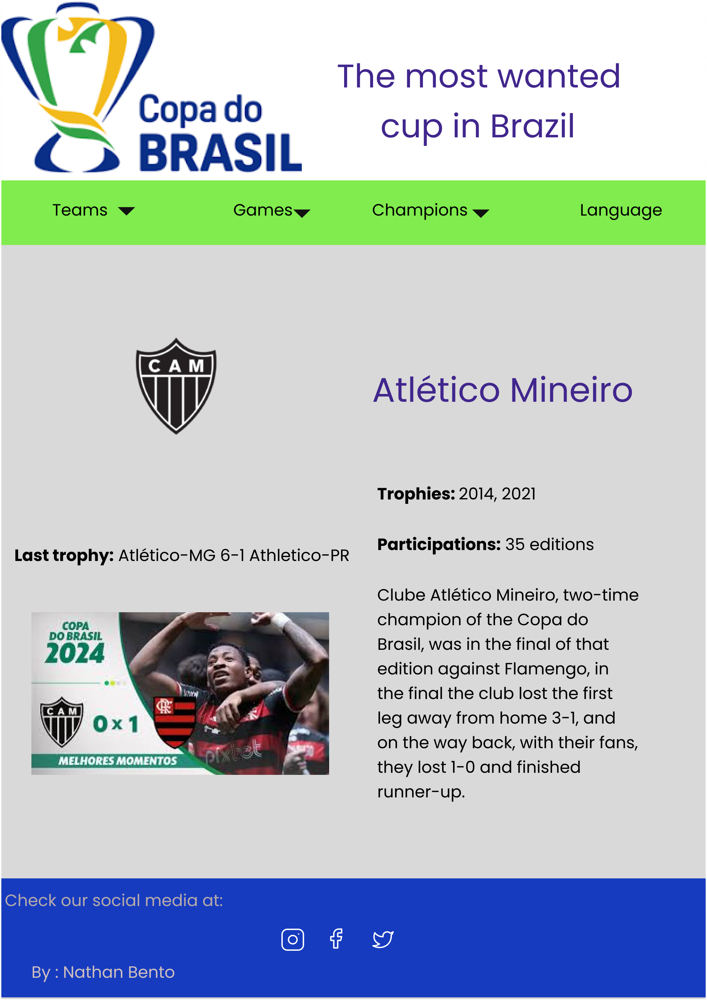 Copa do
BRASIL
The most wanted
cup in Brazil
Teams
Games
Champions
Language
C A M
Atlético Mineiro
Last trophy: Atlético-MG 6-1 Athletico-PR
COPA
DO BRASIL
2024
CAM
0 x 1
CRF
pixbet
MELHORES MOMENTOS
Trophies: 2014, 2021
Participations: 35 editions
Clube Atlético Mineiro, two-time
champion of the Copa do
Brasil, was in the final of that
edition against Flamengo, in
the final the club lost the first
leg away from home 3-1, and
on the way back, with their fans,
they lost 1-0 and finished
runner-up.
Check our social media at:
By : Nathan Bento